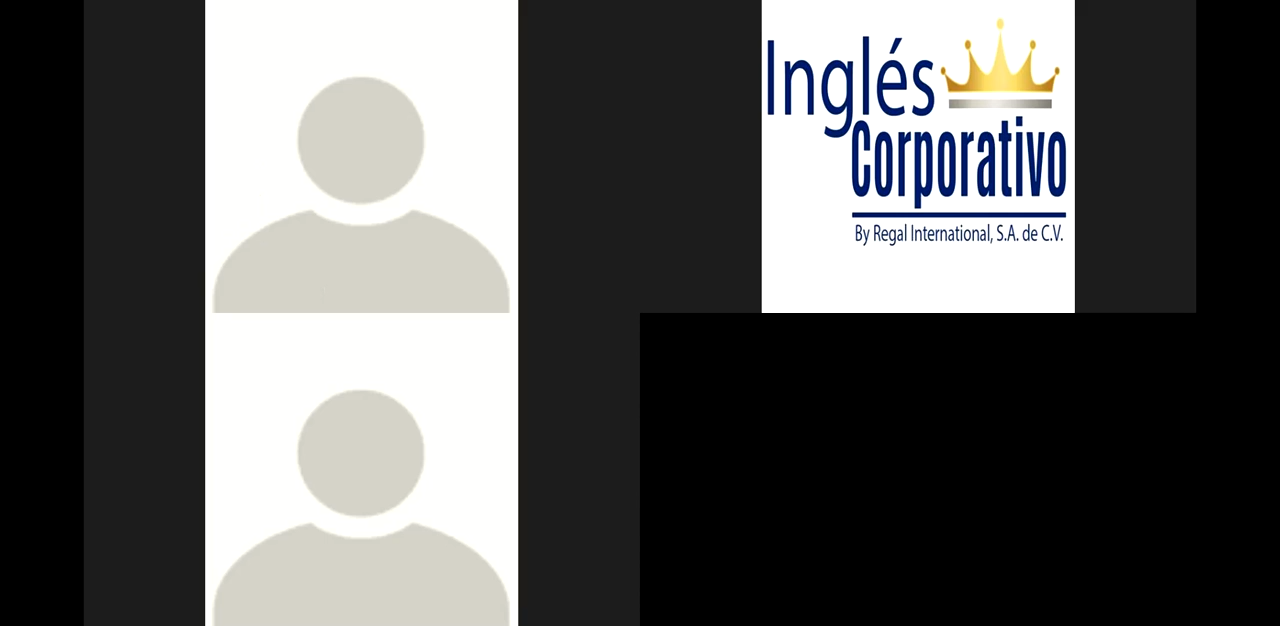 Inglés
Corporativo
By Regal International, S.A. de C.V.